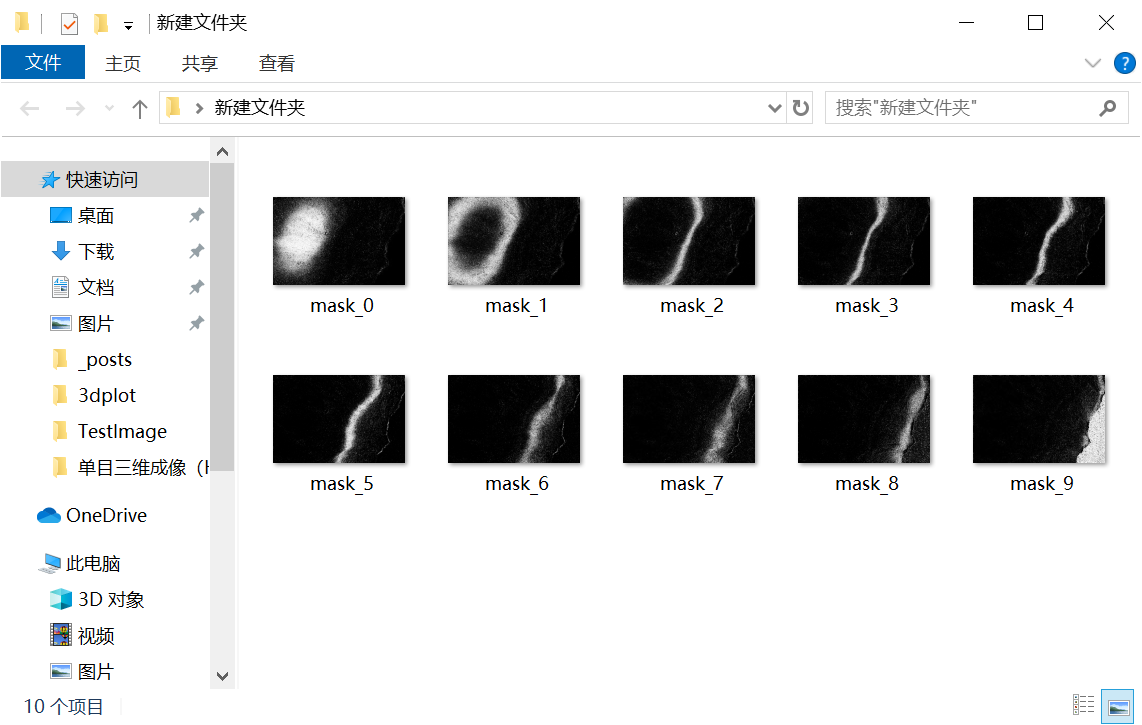 新建文件夹
文件 主页 共享 查看
新建文件夹
搜索"新建文件夹"
快速访问
桌面
下载
文档
图片
_posts
3dplot
TestImage
单目三维成像（
OneDrive
此电脑
3D 对象
视频
图片
mask_0 mask_1 mask_2 mask_3 mask_4
mask_5 mask_6 mask_7 mask_8 mask_9
10 个项目